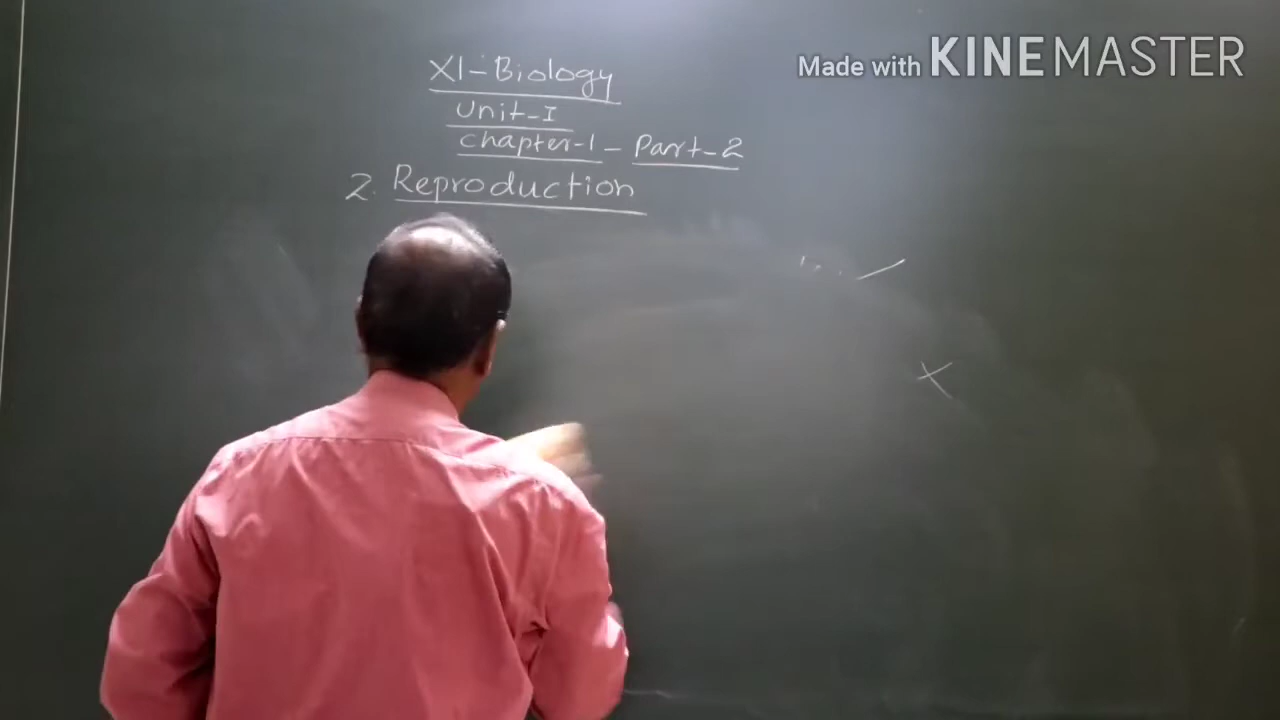 Made with KINEMASTER
XI-Biology
Unit-I
Chapter-1 - Part-2
2. Reproduction